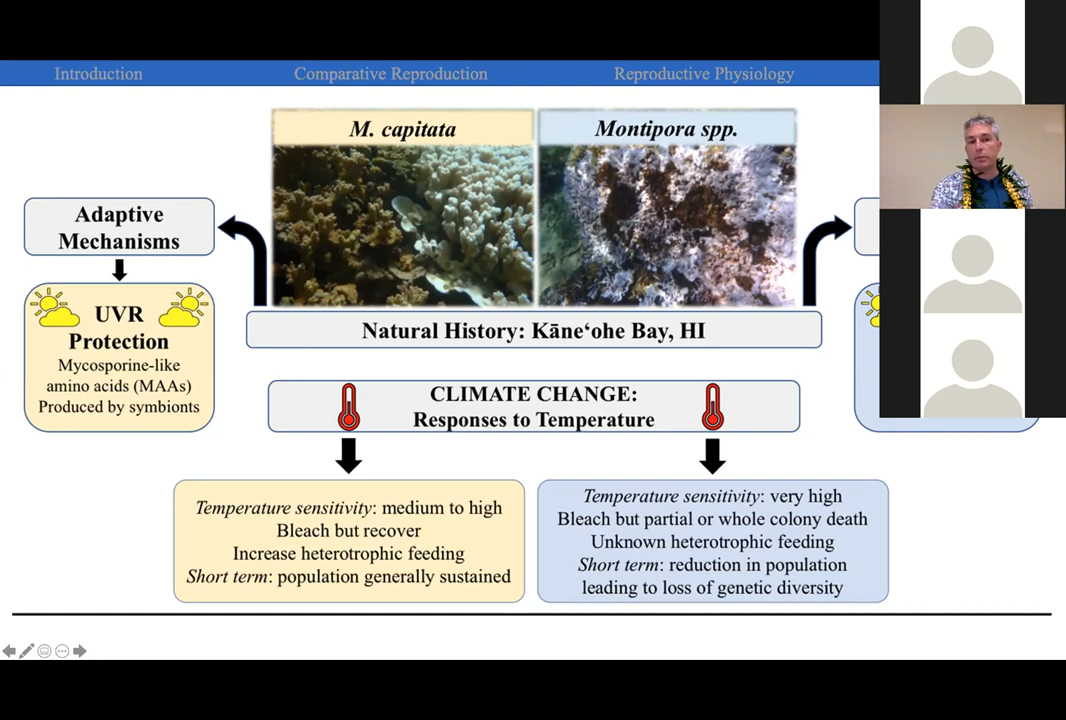 Introduction
Comparative Reproduction
Reproductive Physiology
M. capitata
Montipora spp.
Adaptive
Mechanisms
UVR
Protection
Mycosporine-like
amino acids (MAAs)
Produced by symbionts
Natural History: Kāneʻohe Bay, HI
CLIMATE CHANGE:
Responses to Temperature
Temperature sensitivity: medium to high
Bleach but recover
Increase heterotrophic feeding
Short term: population generally sustained
Temperature sensitivity: very high
Bleach but partial or whole colony death
Unknown heterotrophic feeding
Short term: reduction in population
leading to loss of genetic diversity